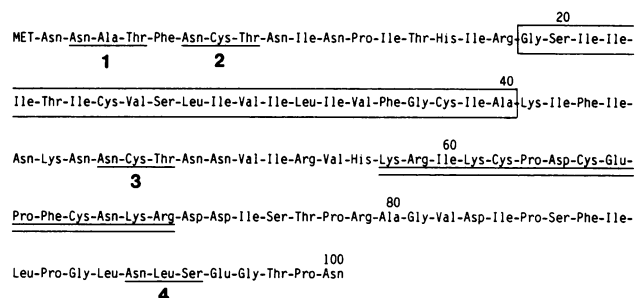 20
MET-Asn-Asn-Ala-Thr-Phe-Asn-Cys-Thr-Asn-Ile-Asn-Pro-Ile-Thr-His-Ile-Arg-Gly-Ser-Ile-Ile-
1 2
40
Ile-Thr-Ile-Cys-Val-Ser-Leu-Ile-Val-Ile-Leu-Ile-Val-Phe-Gly-Cys-Ile-Ala-Lys-Ile-Phe-Ile-
60
Asn-Lys-Asn-Asn-Cys-Thr-Asn-Asn-Val-Ile-Arg-Val-His-Lys-Arg-Ile-Lys-Cys-Pro-Asp-Cys-Glu-
3
80
Pro-Phe-Cys-Asn-Lys-Arg-Asp-Asp-Ile-Ser-Thr-Pro-Arg-Ala-Gly-Val-Asp-Ile-Pro-Ser-Phe-Ile-
100
Leu-Pro-Gly-Leu-Asn-Leu-Ser-Glu-Gly-Thr-Pro-Asn
4